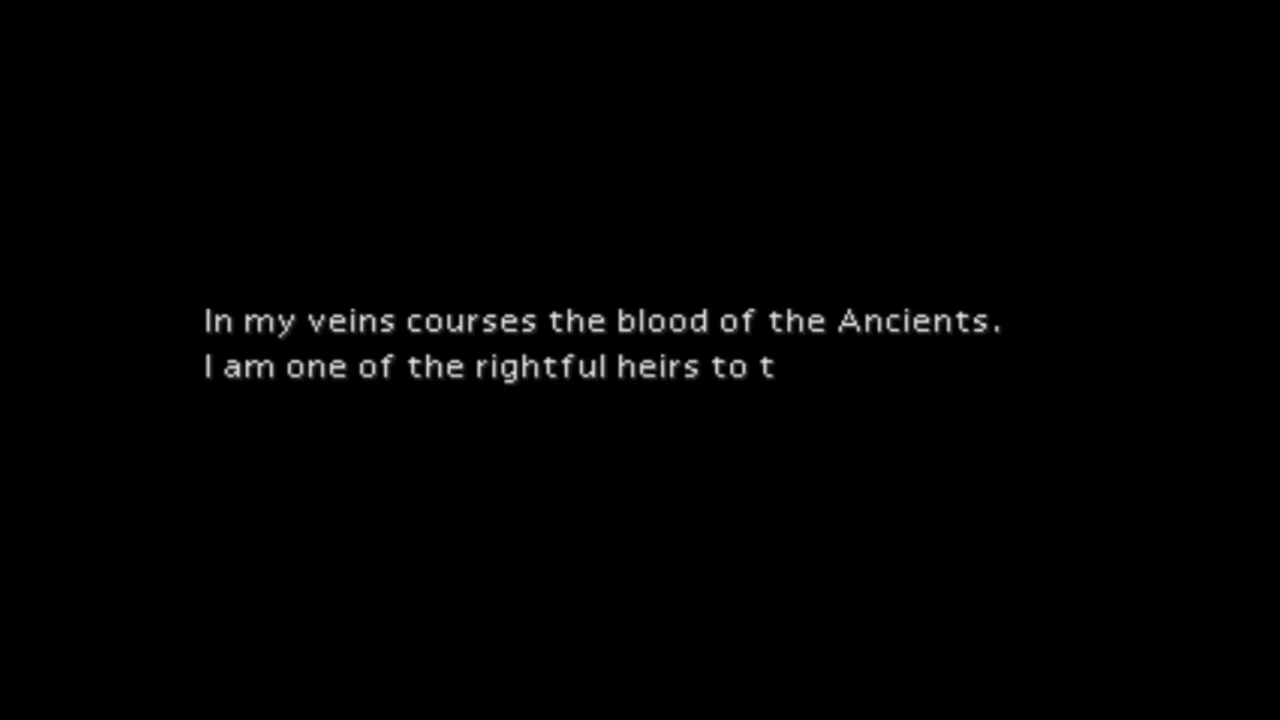 In my veins courses the blood of the Ancients.
I am one of the rightful heirs to t